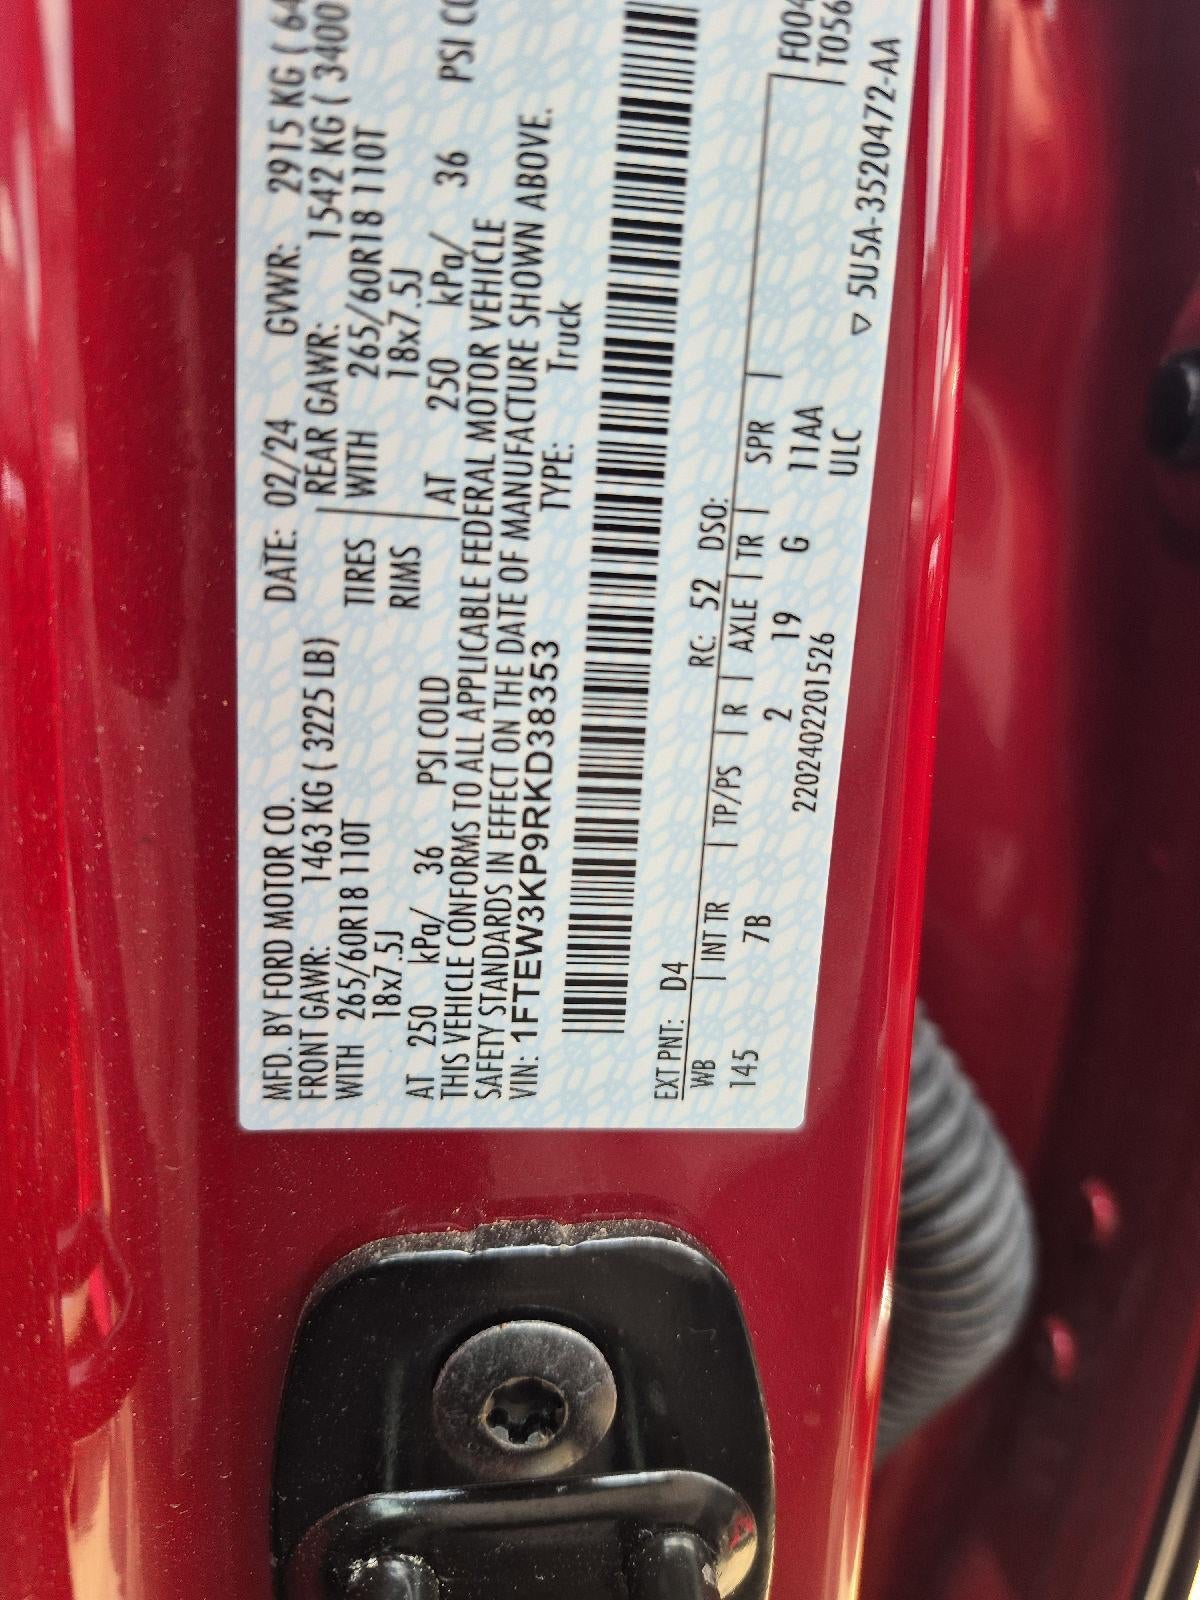 MFD. BY FORD MOTOR CO. DATE: 02/24 GVWR: 2915 KG ( 64
FRONT GAWR: 1463 KG ( 3225 LB) REAR GAWR: 1542 KG ( 3400
WITH 265/60R18 110T TIRES WITH 265/60R18 110T
18x7.5J RIMS 18x7.5J
AT 250 kPa/ 36 PSI COLD AT 250 kPa/ 36 PSI CO
THIS VEHICLE CONFORMS TO ALL APPLICABLE FEDERAL MOTOR VEHICLE
SAFETY STANDARDS IN EFFECT ON THE DATE OF MANUFACTURE SHOWN ABOVE.
VIN: 1FTEW3KP9RKD38353 TYPE: Truck
EXT PNT: D4 RC: 52 DSO: F004
WB INT TR TP/PS R AXLE TR SPR T056
145 7B 2 19 G 11AA
2202402201526 ULC ▽ 5U5A-3520472-AA